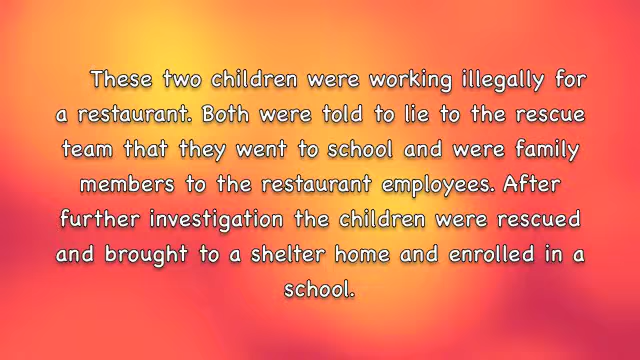 These two children were working illegally for
a restaurant. Both were told to lie to the rescue
team that they went to school and were family
members to the restaurant employees. After
further investigation the children were rescued
and brought to a shelter home and enrolled in a
school.